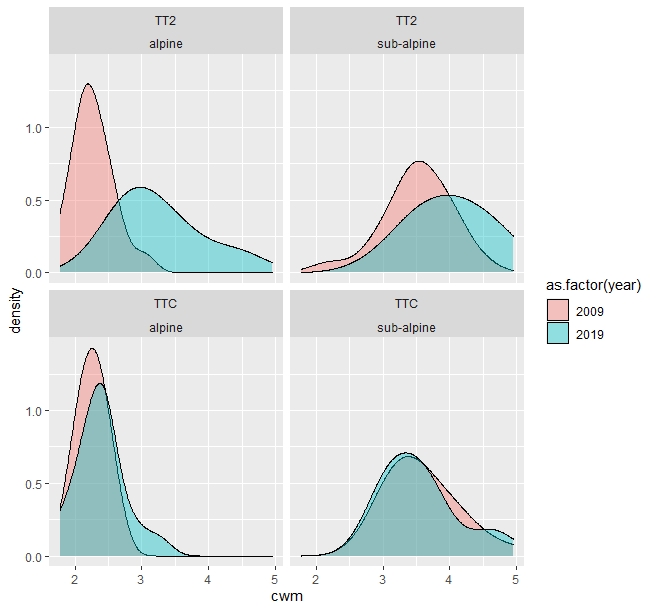 TT2
TT2
alpine
sub-alpine
1.0
0.5
0.0
density
TTC
TTC
alpine
sub-alpine
1.0
0.5
0.0
2 3 4 5
2 3 4 5
cwm
as.factor(year)
2009
2019